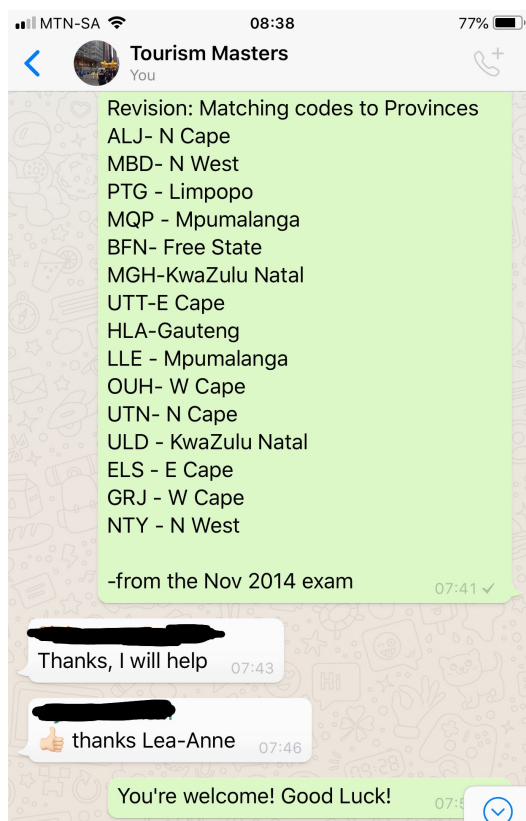 MTN-SA 08:38 77%
Tourism Masters
You
Revision: Matching codes to Provinces
ALJ- N Cape
MBD- N West
PTG - Limpopo
MQP - Mpumalanga
BFN- Free State
MGH-KwaZulu Natal
UTT-E Cape
HLA-Gauteng
LLE - Mpumalanga
OUH- W Cape
UTN- N Cape
ULD - KwaZulu Natal
ELS - E Cape
GRJ - W Cape
NTY - N West
-from the Nov 2014 exam 07:41
Thanks, I will help 07:43
👍🏻 thanks Lea-Anne 07:46
You're welcome! Good Luck!